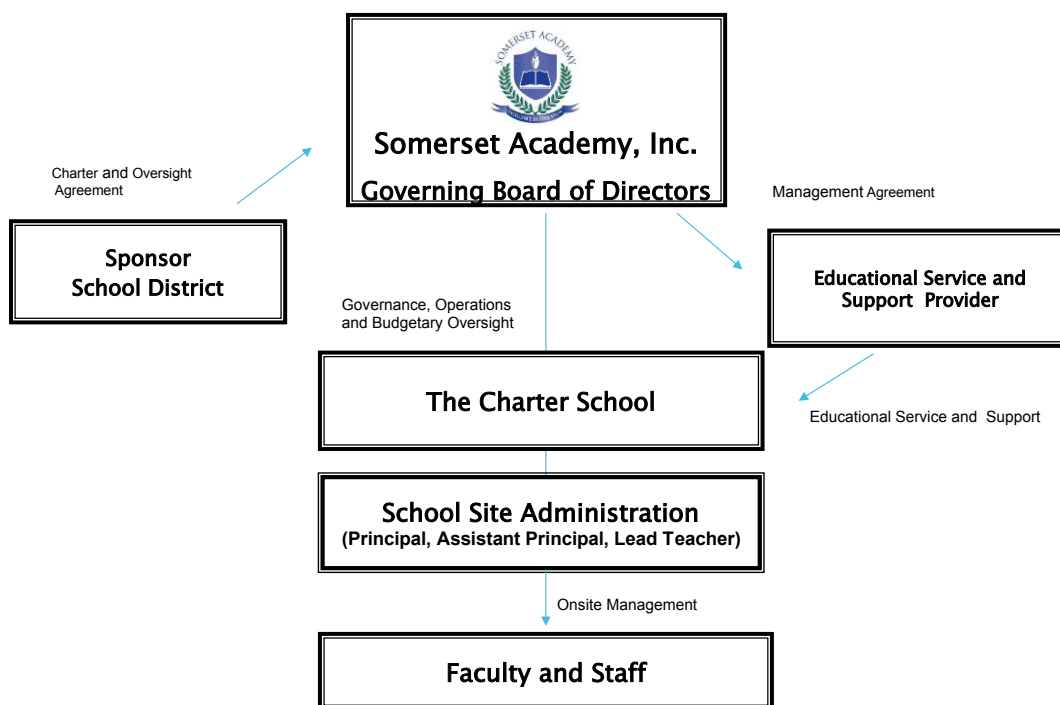 SOMERSET ACADEMY
Somerset Academy, Inc.
Governing Board of Directors
Charter and Oversight
Agreement
Management Agreement
Sponsor
School District
Educational Service and
Support Provider
Governance, Operations
and Budgetary Oversight
The Charter School
Educational Service and Support
School Site Administration
(Principal, Assistant Principal, Lead Teacher)
Onsite Management
Faculty and Staff